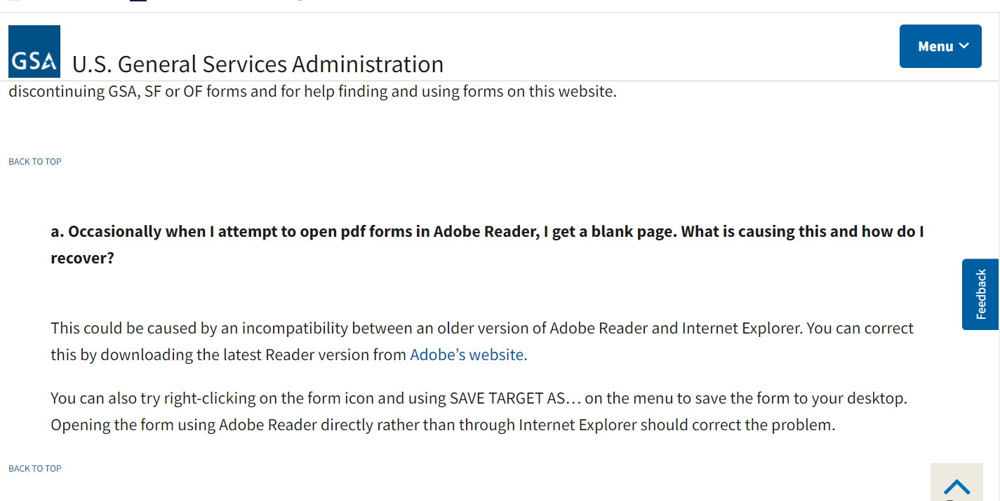 GSA
U.S. General Services Administration
Menu
discontinuing GSA, SF or OF forms and for help finding and using forms on this website.
BACK TO TOP
a. Occasionally when I attempt to open pdf forms in Adobe Reader, I get a blank page. What is causing this and how do I
recover?
Feedback
This could be caused by an incompatibility between an older version of Adobe Reader and Internet Explorer. You can correct
this by downloading the latest Reader version from Adobe’s website.
You can also try right-clicking on the form icon and using SAVE TARGET AS… on the menu to save the form to your desktop.
Opening the form using Adobe Reader directly rather than through Internet Explorer should correct the problem.
BACK TO TOP